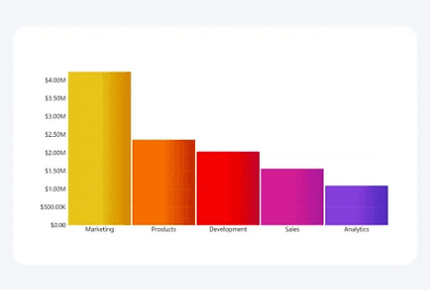 $4.00M
$3.50M
$3.00M
$2.50M
$2.00M
$1.50M
$1.00M
$500.00K
$0.00
Marketing Products Development Sales Analytics